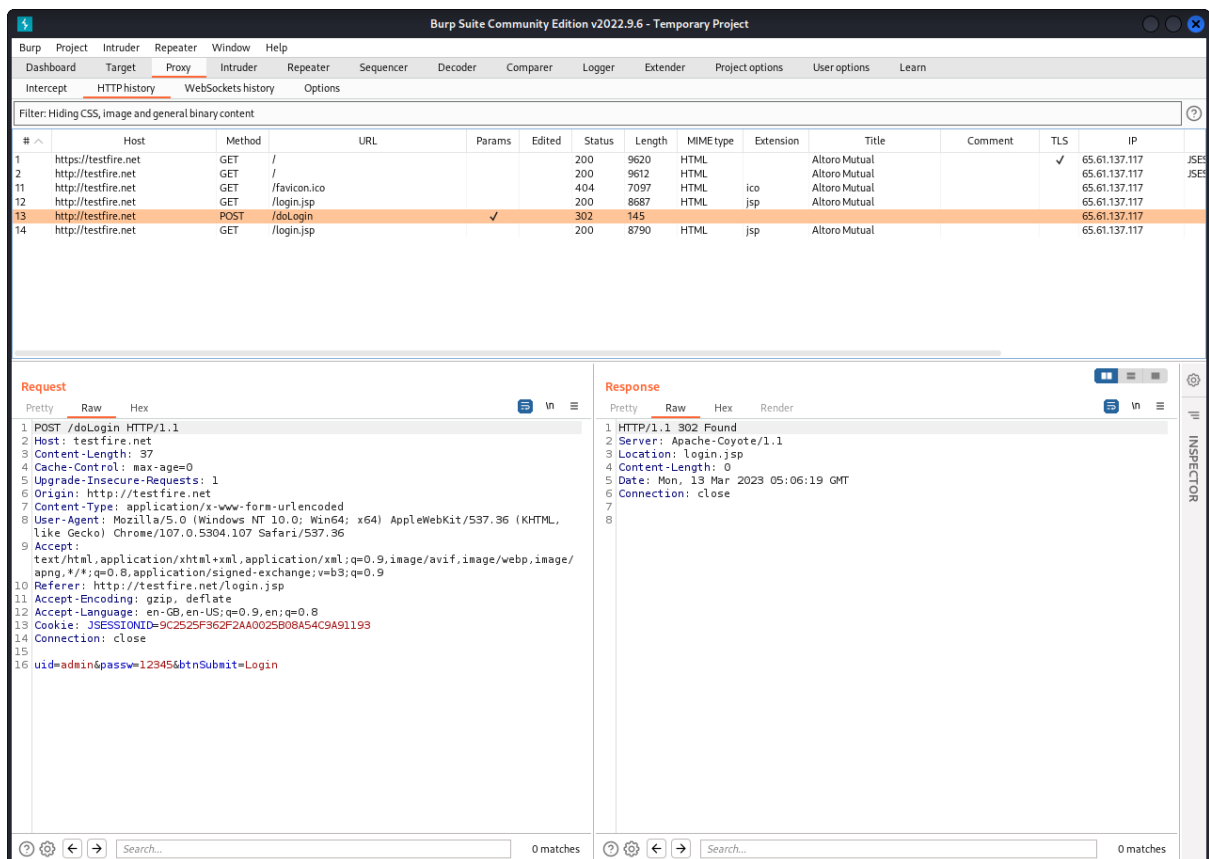 Burp Suite Community Edition v2022.9.6 - Temporary Project
Burp Project Intruder Repeater Window Help
Dashboard Target Proxy Intruder Repeater Sequencer Decoder Comparer Logger Extender Project options User options Learn
Intercept HTTP history WebSockets history Options
Filter: Hiding CSS, image and general binary content
# Host Method URL Params Edited Status Length MIME type Extension Title Comment TLS IP
1 https://testfire.net GET / 200 9620 HTML Altoro Mutual ✓ 65.61.137.117 JSES
2 http://testfire.net GET / 200 9612 HTML Altoro Mutual 65.61.137.117 JSES
11 http://testfire.net GET /favicon.ico 404 7097 HTML ico Altoro Mutual 65.61.137.117
12 http://testfire.net GET /login.jsp 200 8687 HTML jsp Altoro Mutual 65.61.137.117
13 http://testfire.net POST /doLogin ✓ 302 145 65.61.137.117
14 http://testfire.net GET /login.jsp 200 8790 HTML jsp Altoro Mutual 65.61.137.117
Request
Pretty Raw Hex \n
1 POST /doLogin HTTP/1.1
2 Host: testfire.net
3 Content-Length: 37
4 Cache-Control: max-age=0
5 Upgrade-Insecure-Requests: 1
6 Origin: http://testfire.net
7 Content-Type: application/x-www-form-urlencoded
8 User-Agent: Mozilla/5.0 (Windows NT 10.0; Win64; x64) AppleWebKit/537.36 (KHTML,
like Gecko) Chrome/107.0.5304.107 Safari/537.36
9 Accept:
text/html,application/xhtml+xml,application/xml;q=0.9,image/avif,image/webp,image/
apng,*/*;q=0.8,application/signed-exchange;v=b3;q=0.9
10 Referer: http://testfire.net/login.jsp
11 Accept-Encoding: gzip, deflate
12 Accept-Language: en-GB,en-US;q=0.9,en;q=0.8
13 Cookie: JSESSIONID=9C2525F362F2AA0025B08A54C9A91193
14 Connection: close
15
16 uid=admin&passw=12345&btnSubmit=Login
Search...
0 matches
Response
Pretty Raw Hex Render \n
1 HTTP/1.1 302 Found
2 Server: Apache-Coyote/1.1
3 Location: login.jsp
4 Content-Length: 0
5 Date: Mon, 13 Mar 2023 05:06:19 GMT
6 Connection: close
7
8
Search...
0 matches
INSPECTOR